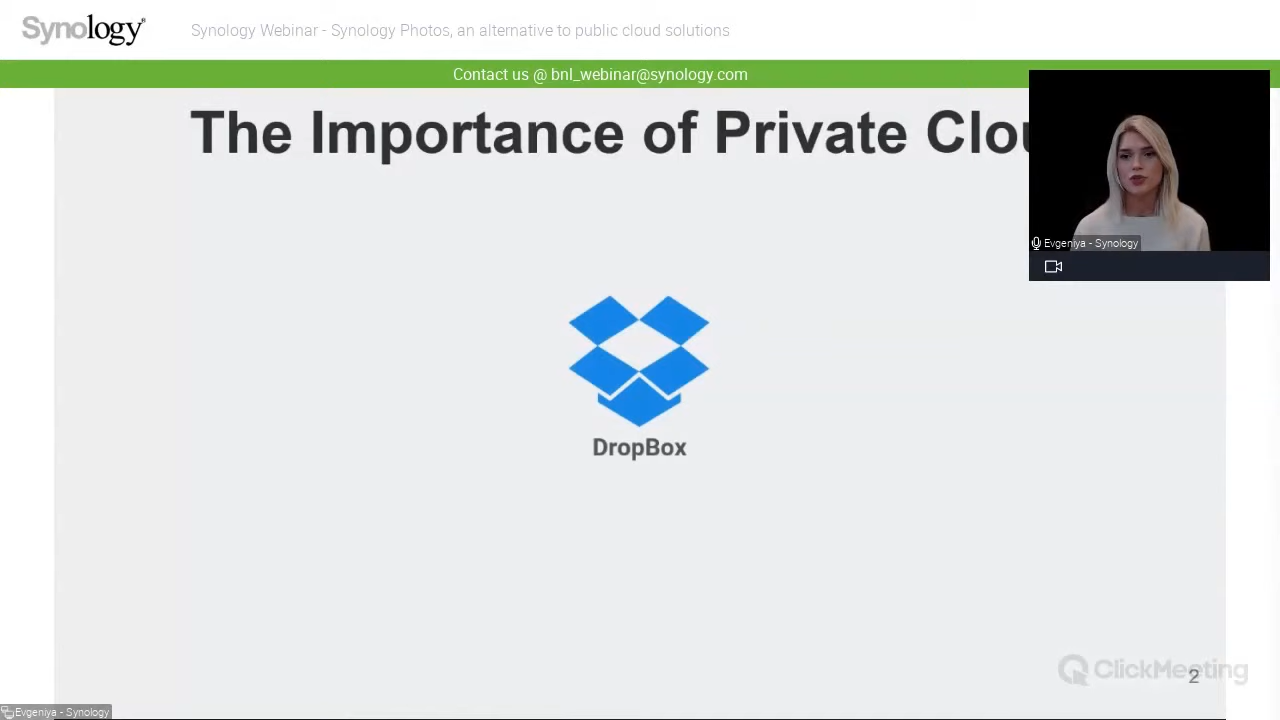 Synology® Synology Webinar - Synology Photos, an alternative to public cloud solutions
Contact us @ bnl_webinar@synology.com
The Importance of Private Clou
Evgeniya - Synology
DropBox
ClickMeeting
2
Evgeniya - Synology